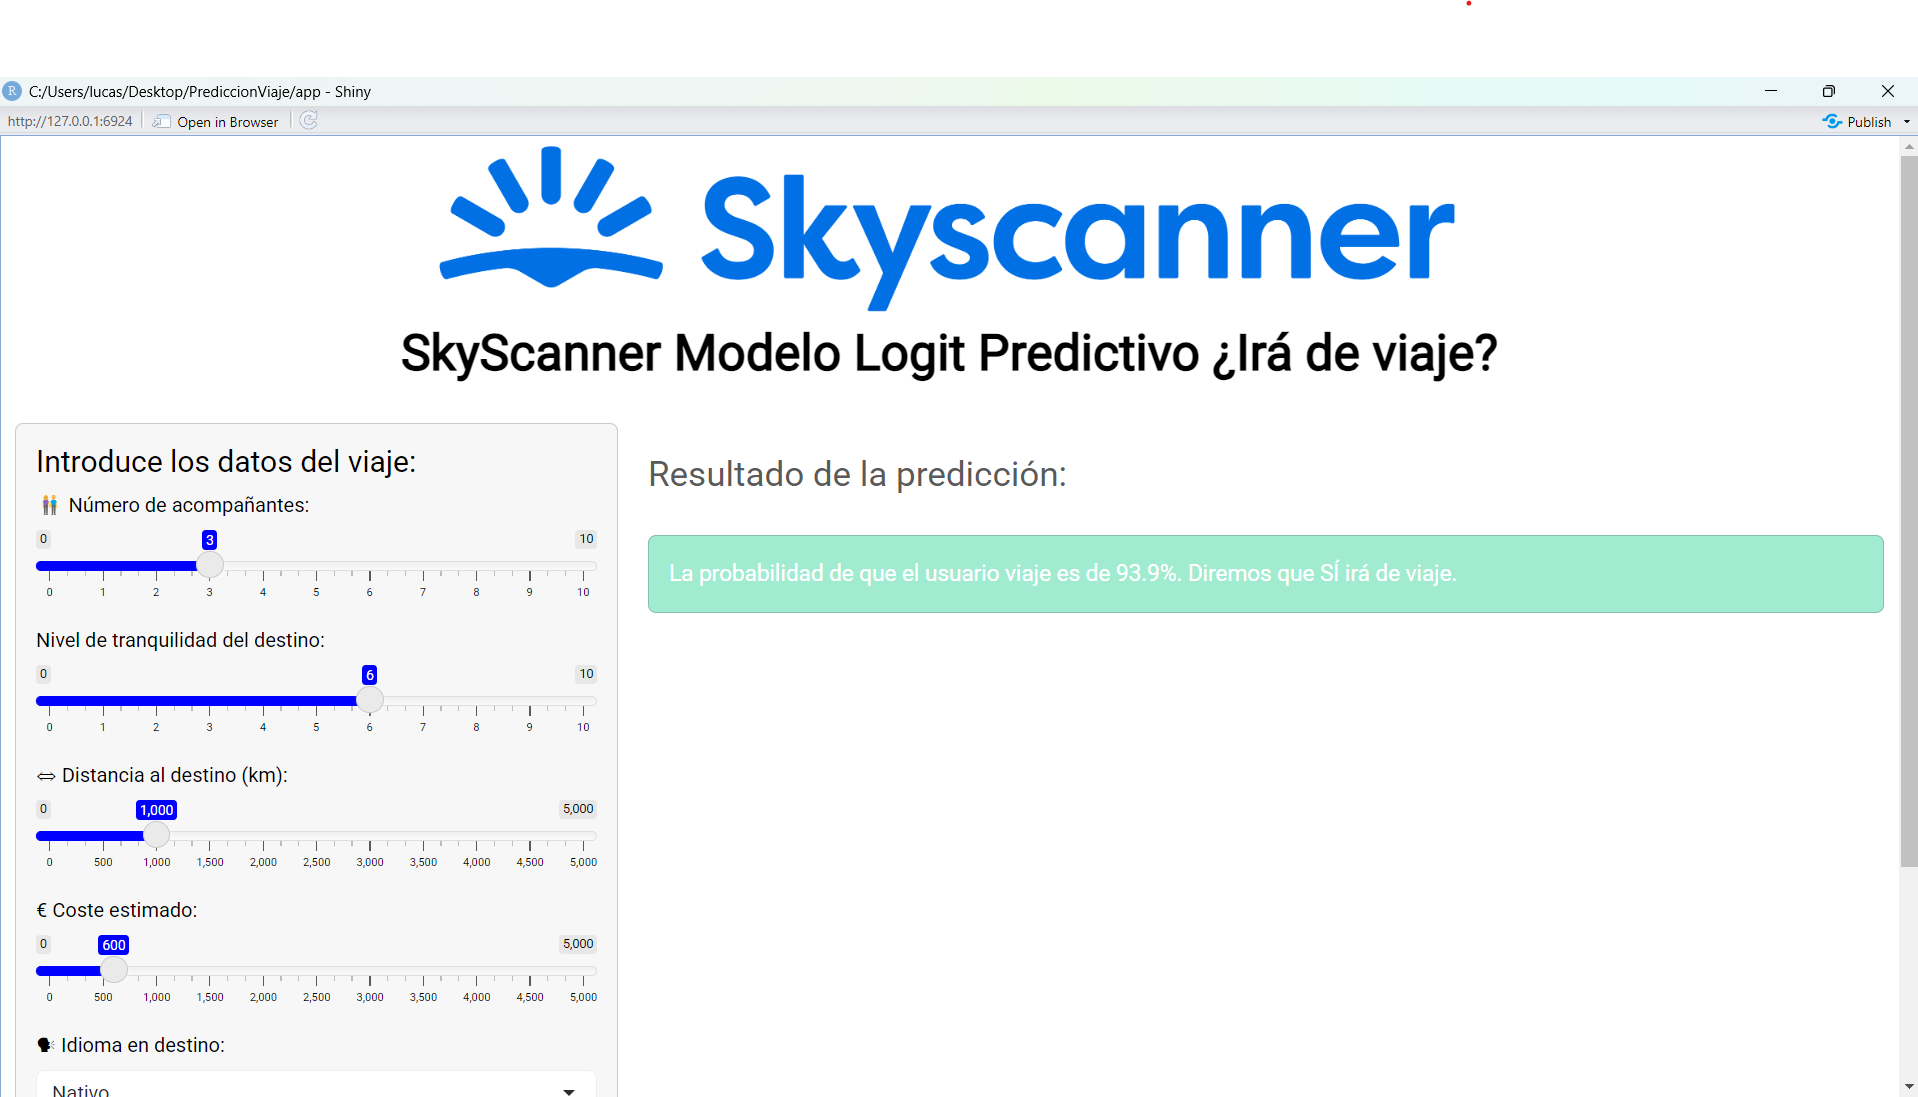 C:/Users/lucas/Desktop/PrediccionViaje/app - Shiny
http://127.0.0.1:6924 Open in Browser Publish
Skyscanner
SkyScanner Modelo Logit Predictivo ¿Irá de viaje?
Introduce los datos del viaje:
Número de acompañantes:
0 3 10
0 1 2 3 4 5 6 7 8 9 10
Nivel de tranquilidad del destino:
0 6 10
0 1 2 3 4 5 6 7 8 9 10
⇔ Distancia al destino (km):
0 1,000 5,000
0 500 1,000 1,500 2,000 2,500 3,000 3,500 4,000 4,500 5,000
€ Coste estimado:
0 600 5,000
0 500 1,000 1,500 2,000 2,500 3,000 3,500 4,000 4,500 5,000
Idioma en destino:
Nativo
Resultado de la predicción:
La probabilidad de que el usuario viaje es de 93.9%. Diremos que SÍ irá de viaje.